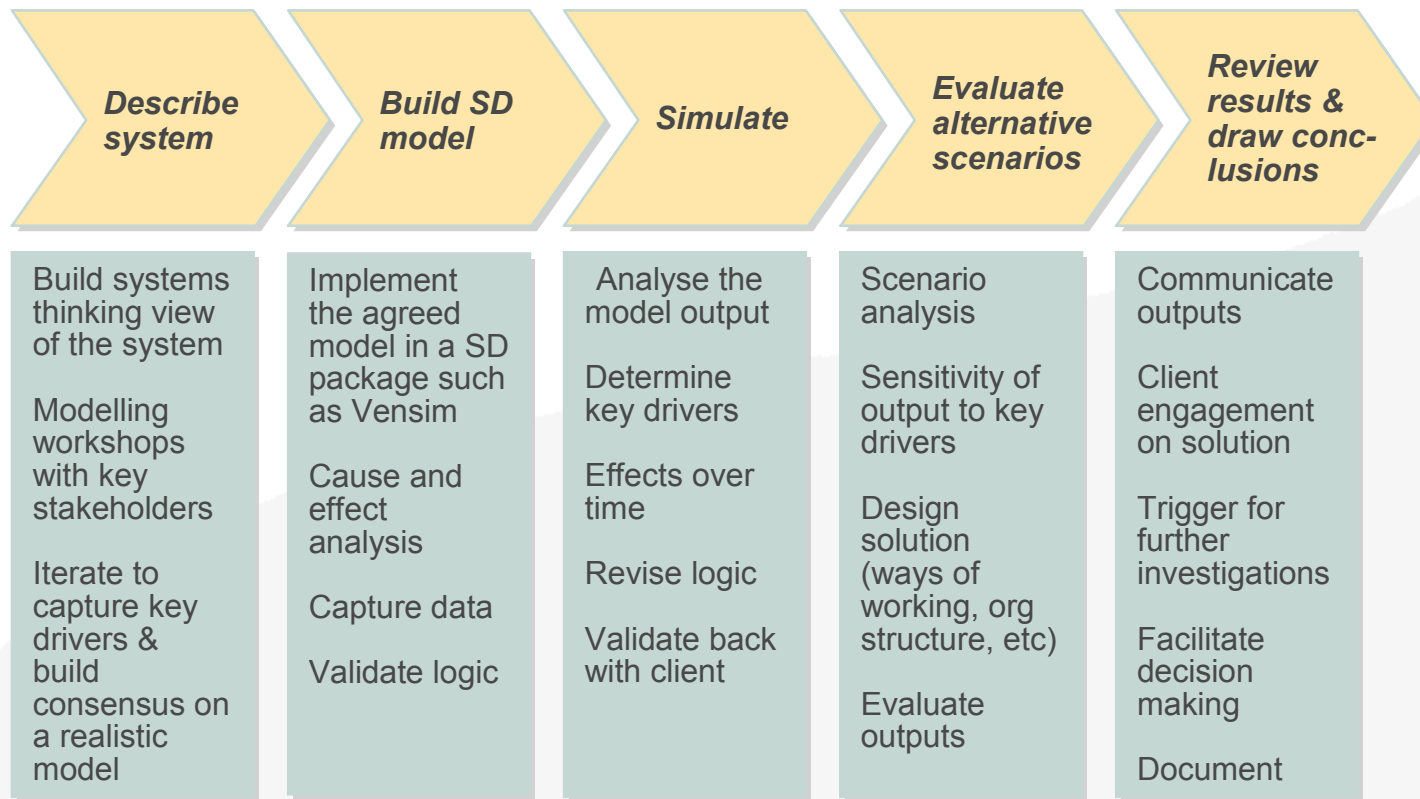 Describe
system
Build SD
model
Simulate
Evaluate
alternative
scenarios
Review
results &
draw conc-
lusions
Build systems
thinking view
of the system
Modelling
workshops
with key
stakeholders
Iterate to
capture key
drivers &
build
consensus on
a realistic
model
Implement
the agreed
model in a SD
package such
as Vensim
Cause and
effect
analysis
Capture data
Validate logic
Analyse the
model output
Determine
key drivers
Effects over
time
Revise logic
Validate back
with client
Scenario
analysis
Sensitivity of
output to key
drivers
Design
solution
(ways of
working, org
structure, etc)
Evaluate
outputs
Communicate
outputs
Client
engagement
on solution
Trigger for
further
investigations
Facilitate
decision
making
Document